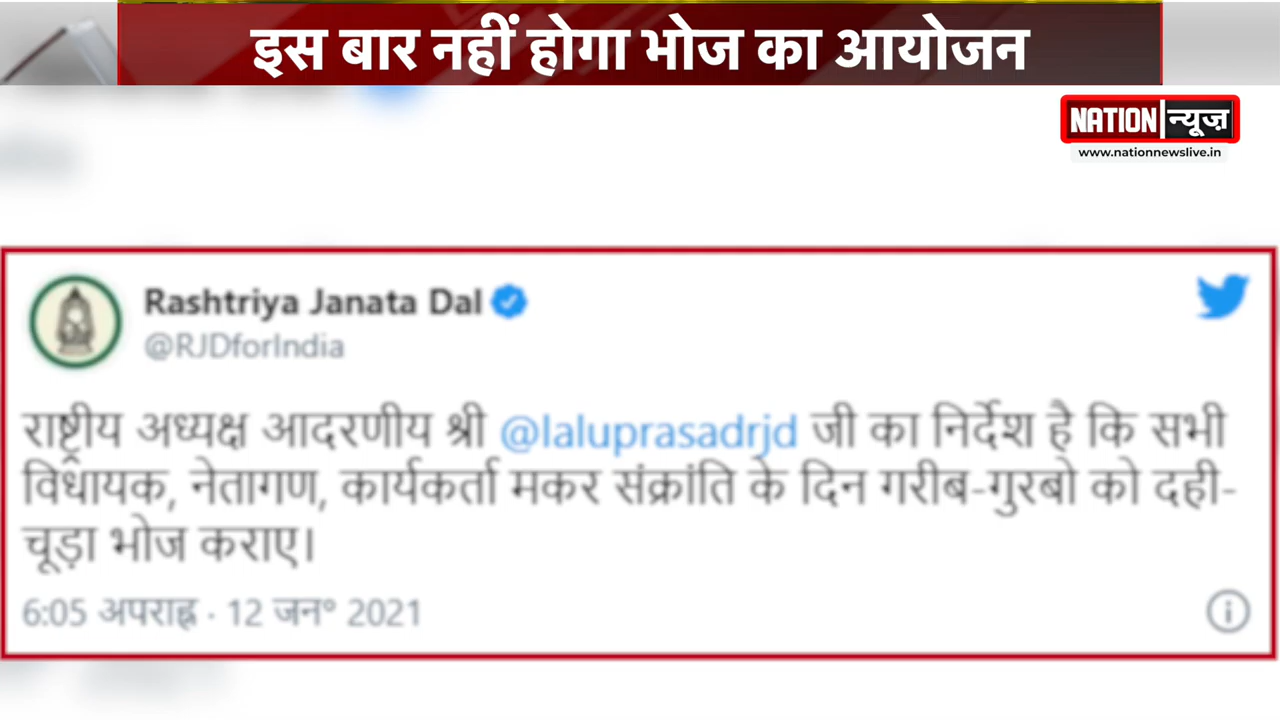 इस बार नहीं होगा भोज का आयोजन
NATION न्यूज़
www.nationnewslive.in
Rashtriya Janata Dal
@RJDforIndia
राष्ट्रीय अध्यक्ष आदरणीय श्री @laluprasadrjd जी का निर्देश है कि सभी
विधायक, नेतागण, कार्यकर्ता मकर संक्रांति के दिन गरीब-गुरबो को दही-
चूड़ा भोज कराए।
6:05 अपराह्न · 12 जन॰ 2021